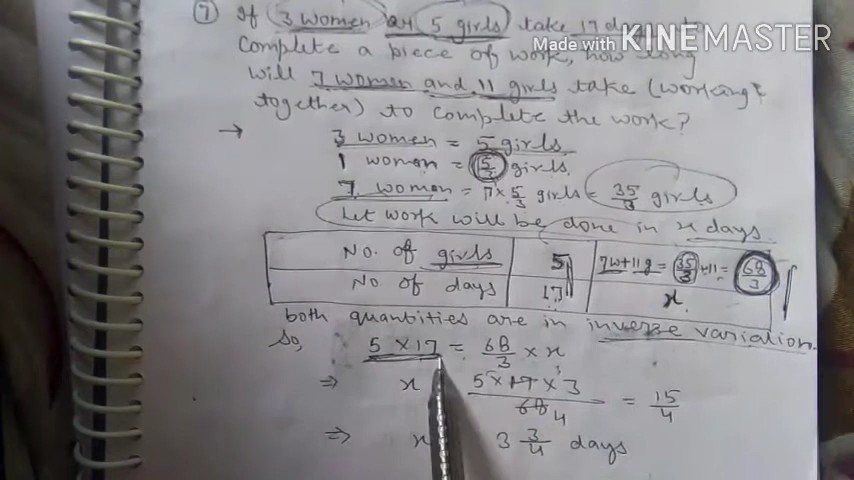 7 If 3 women or 5 girls take 17 days to
Made with KINEMASTER
complete a piece of work, how long
will 7 women and 11 girls take (working
together) to complete the work?
→ 3 women = 5 girls
1 woman = 5/3 girls.
7 women = 7 × 5/3 girls = 35/3 girls
Let work will be done in x days.
No. of girls 5 7w+11g = 35/3 + 11 = 68/3
No of days 17 x
both quantities are in inverse variation.
So, 5 × 17 = 68/3 × x
⇒ x 5 × 17 × 3 / 68 4 = 15/4
⇒ x 3 3/4 days